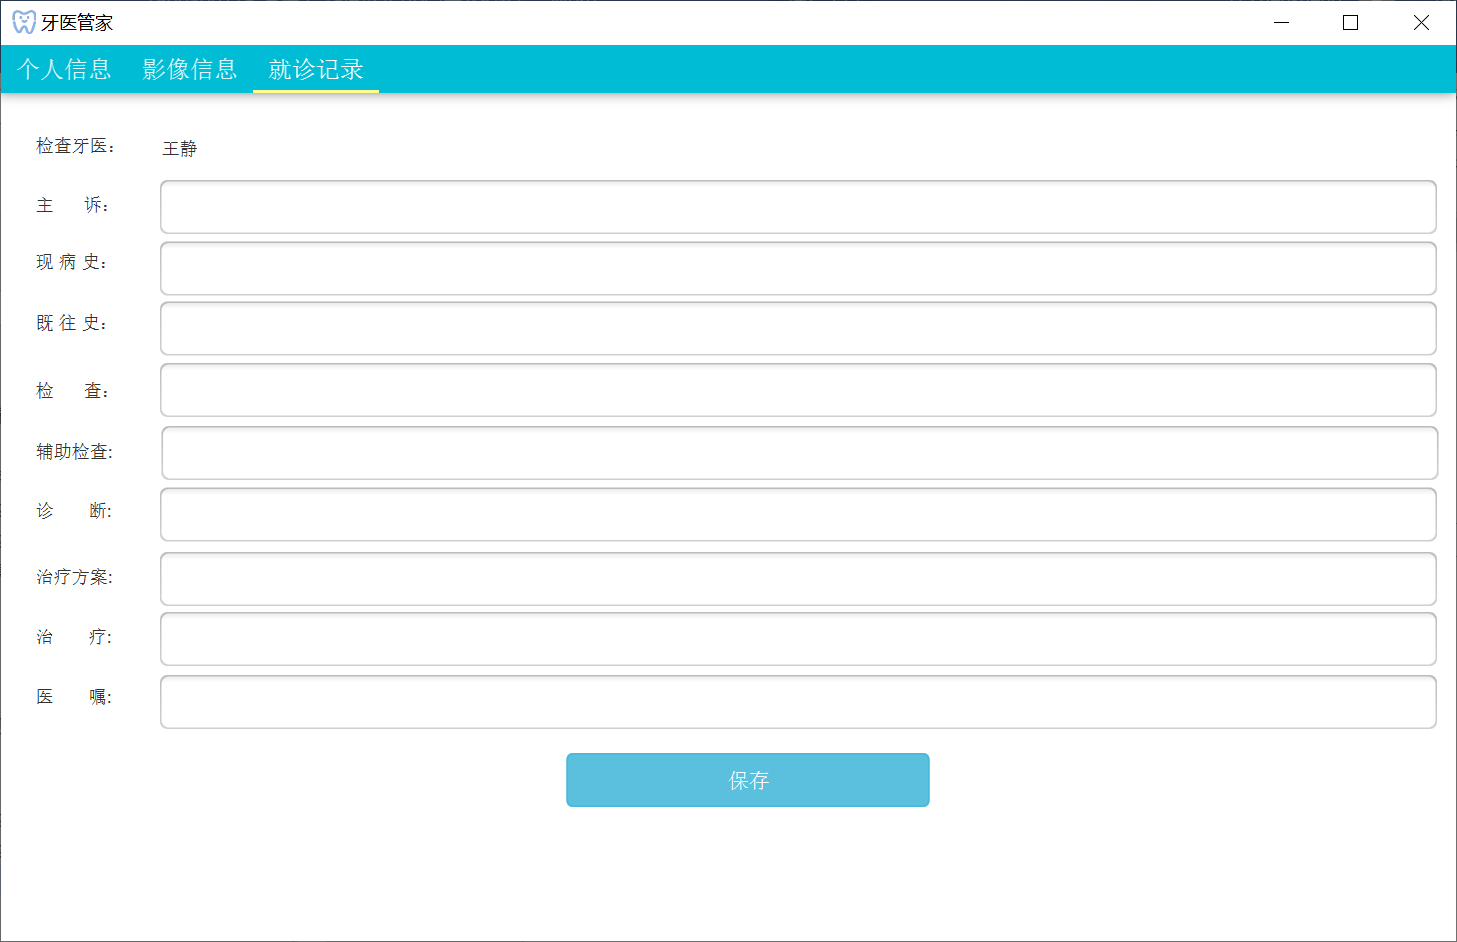 牙医管家
个人信息 影像信息 就诊记录
检查牙医： 王静
主 诉：
现 病 史：
既 往 史：
检 查：
辅助检查:
诊 断:
治疗方案:
治 疗:
医 嘱:
保存